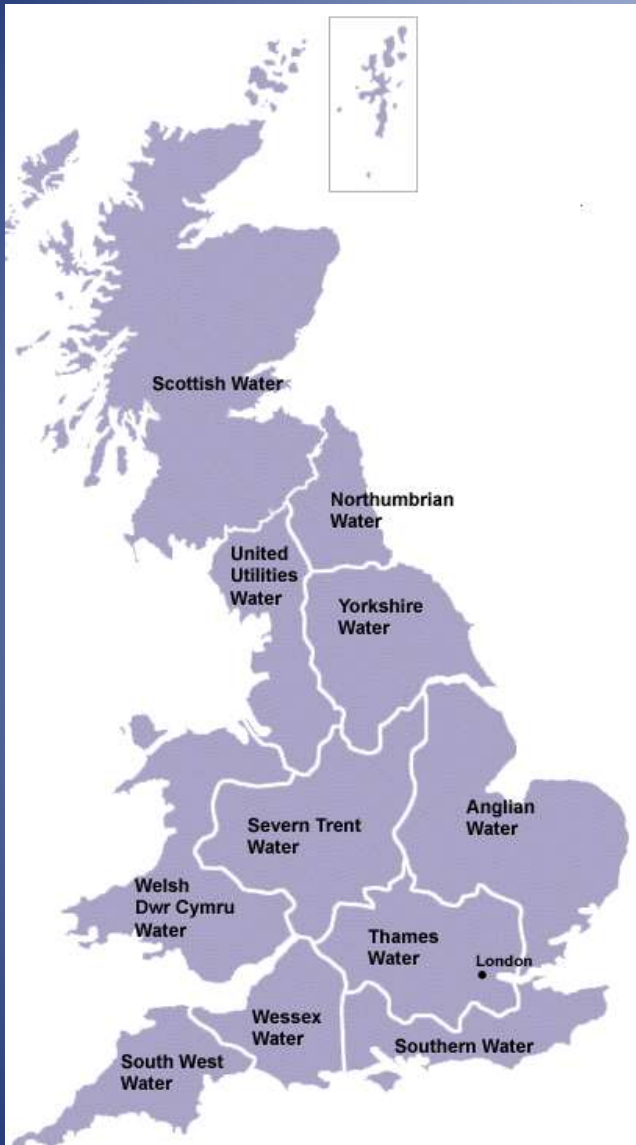 Scottish Water
Northumbrian
Water
United
Utilities
Water
Yorkshire
Water
Anglian
Water
Severn Trent
Water
Welsh
Dwr Cymru
Water
Thames
Water
London
Wessex
Water
Southern Water
South West
Water